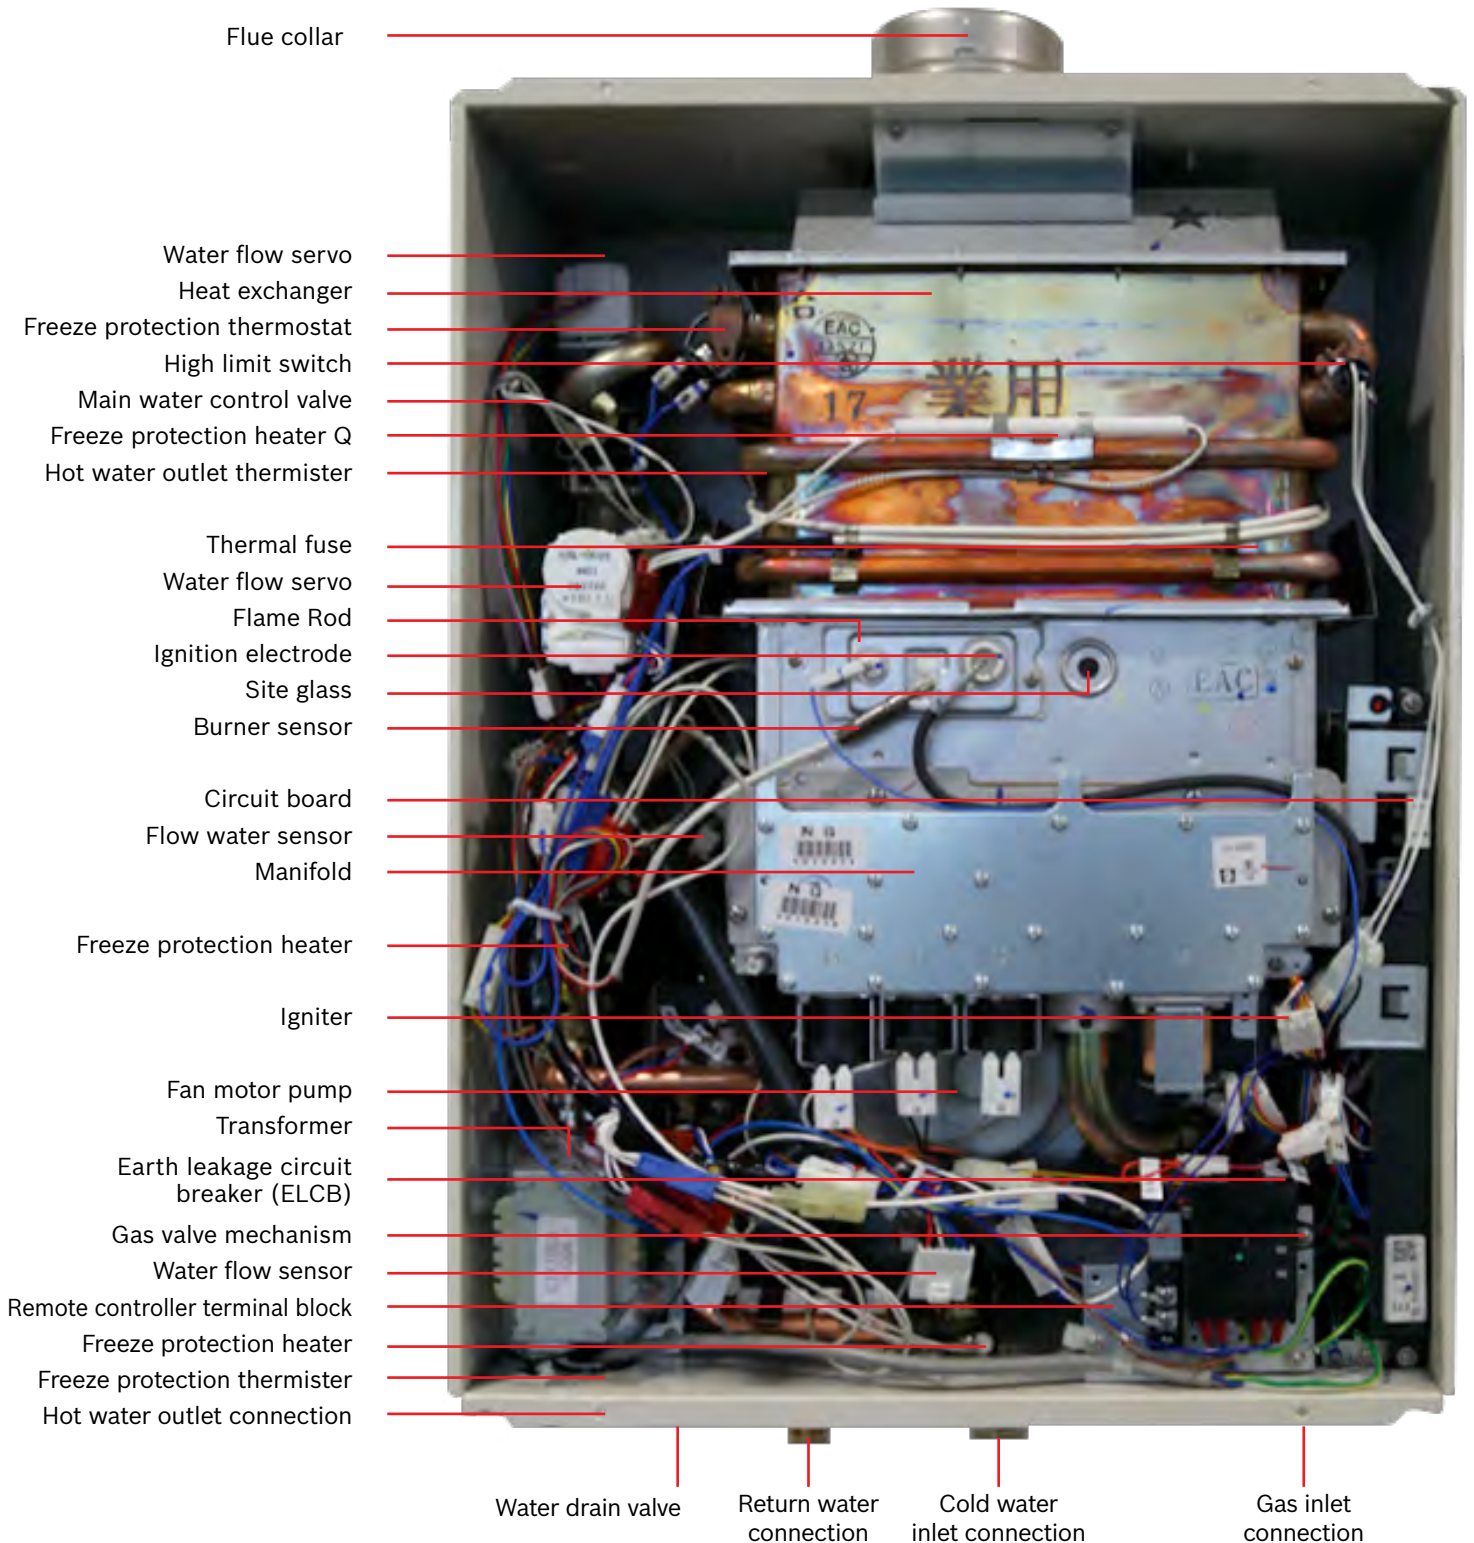 Flue collar
Water flow servo
Heat exchanger
Freeze protection thermostat
High limit switch
Main water control valve
Freeze protection heater Q
Hot water outlet thermister
Thermal fuse
Water flow servo
Flame Rod
Ignition electrode
Site glass
Burner sensor
Circuit board
Flow water sensor
Manifold
Freeze protection heater
Igniter
Fan motor pump
Transformer
Earth leakage circuit
breaker (ELCB)
Gas valve mechanism
Water flow sensor
Remote controller terminal block
Freeze protection heater
Freeze protection thermister
Hot water outlet connection
Water drain valve
Return water
connection
Cold water
inlet connection
Gas inlet
connection
EAC
17
業用
EAC
N G
N G